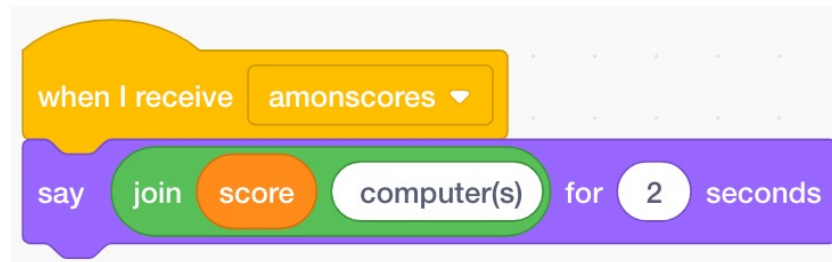 when I receive amonscores
say join score computer(s) for 2 seconds